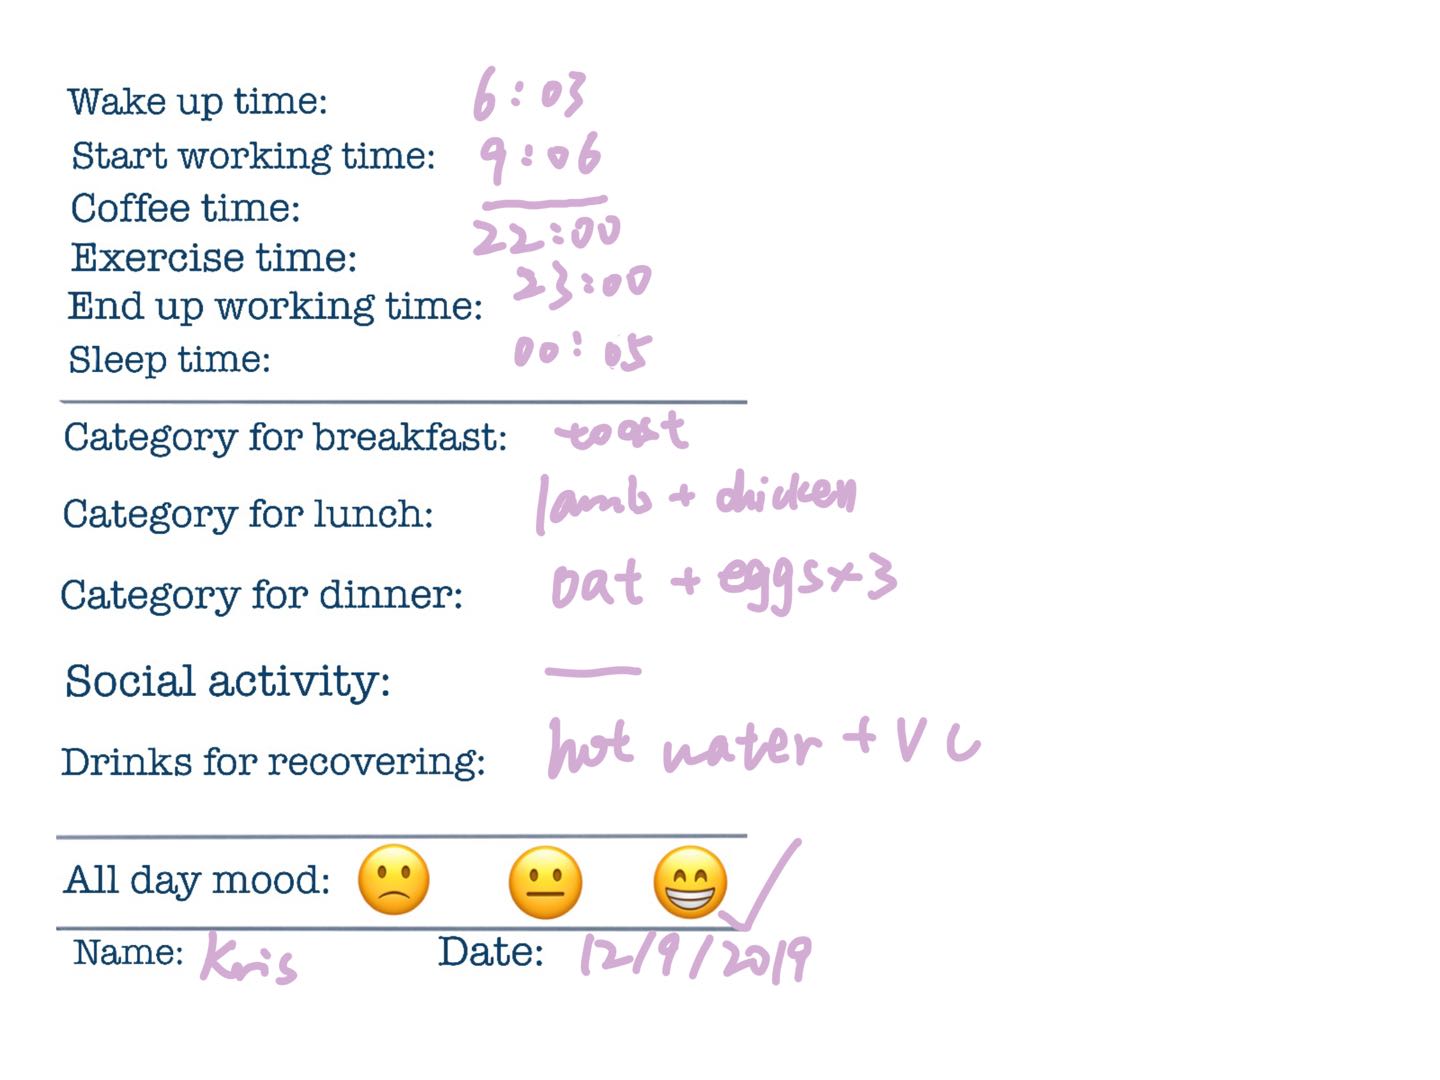 Wake up time: 6:03
Start working time: 9:06
Coffee time: —
Exercise time: 22:00
End up working time: 23:00
Sleep time: 00:05
Category for breakfast: toast
Category for lunch: lamb + chicken
Category for dinner: oat + eggs×3
Social activity: —
Drinks for recovering: hot water + VC
All day mood: 🙁 😐 😁 ✓
Name: Kris Date: 12/9/2019